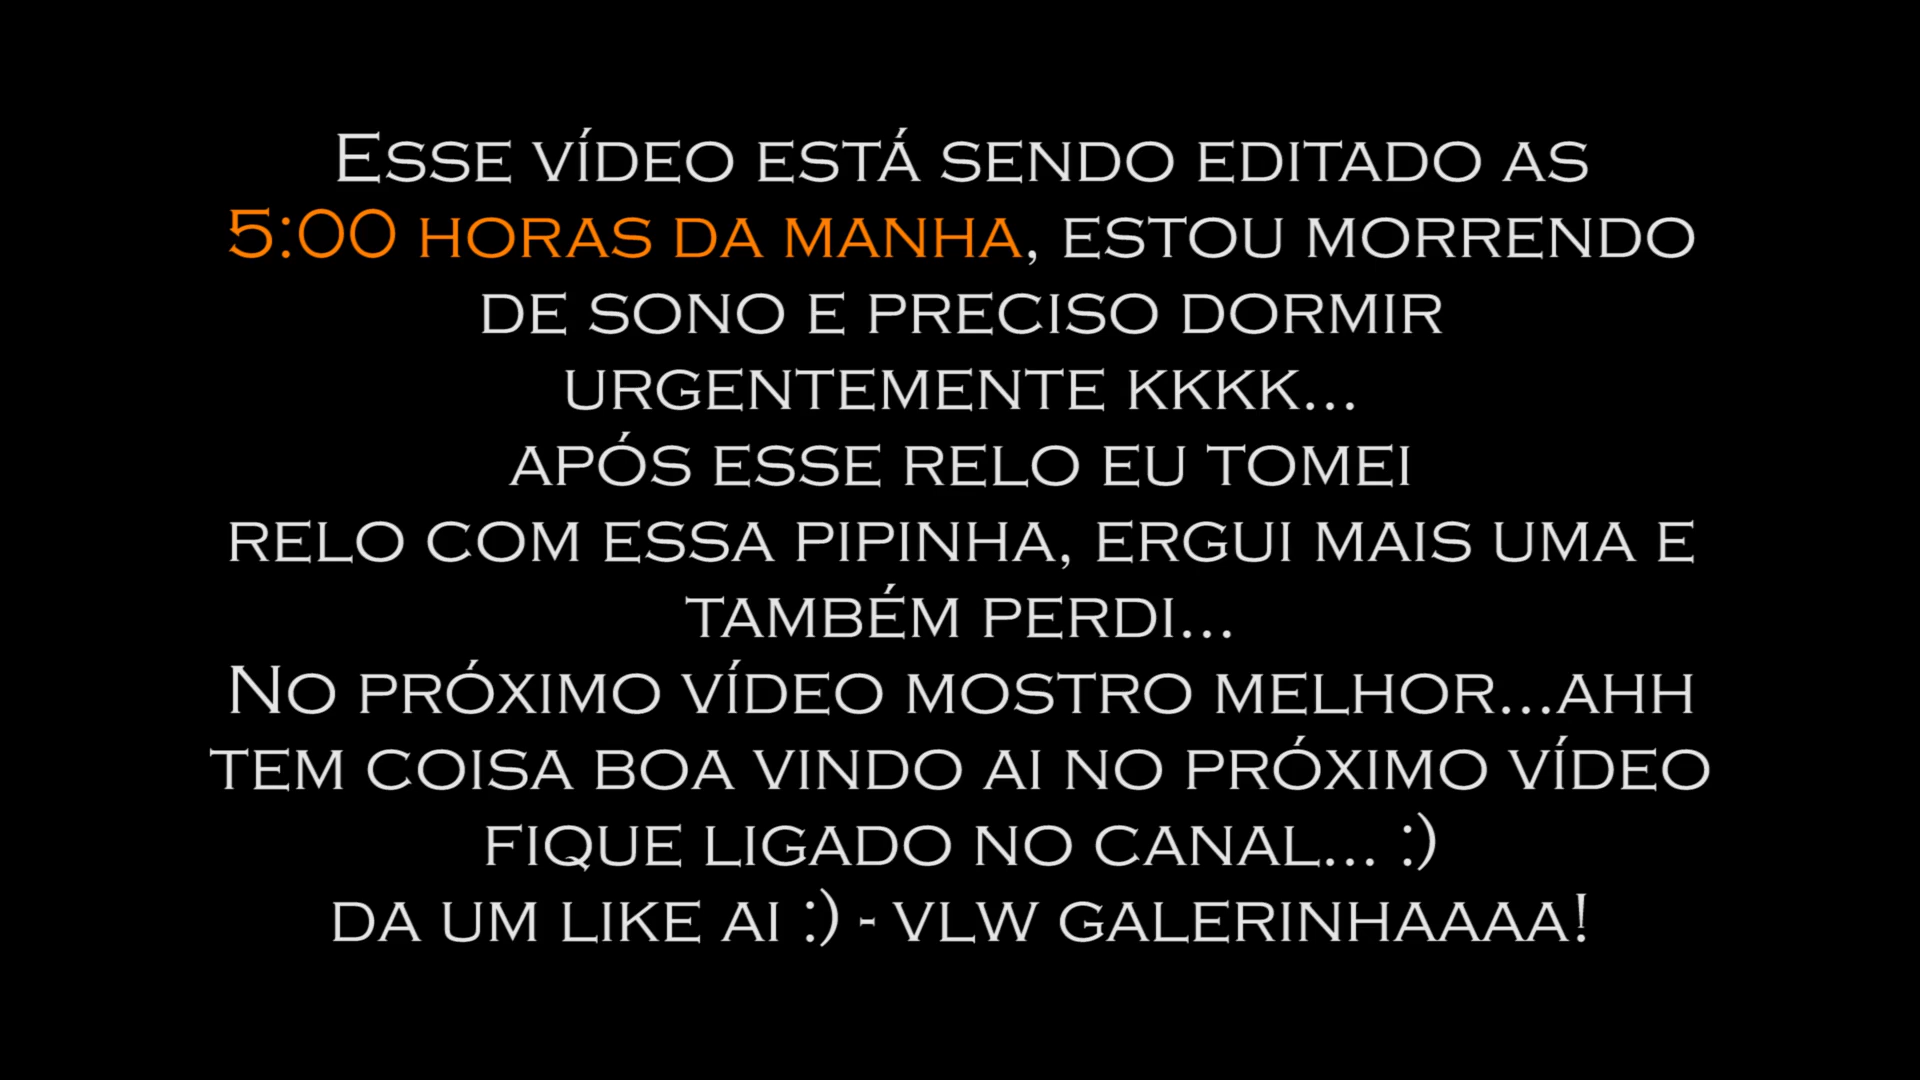 Esse vídeo está sendo editado as
5:00 horas da manha, estou morrendo
de sono e preciso dormir
urgentemente kkkk...
após esse relo eu tomei
relo com essa pipinha, ergui mais uma e
também perdi...
No próximo vídeo mostro melhor...ahh
tem coisa boa vindo ai no próximo vídeo
fique ligado no canal... :)
da um like ai :) - vlw galerinhaaaa!